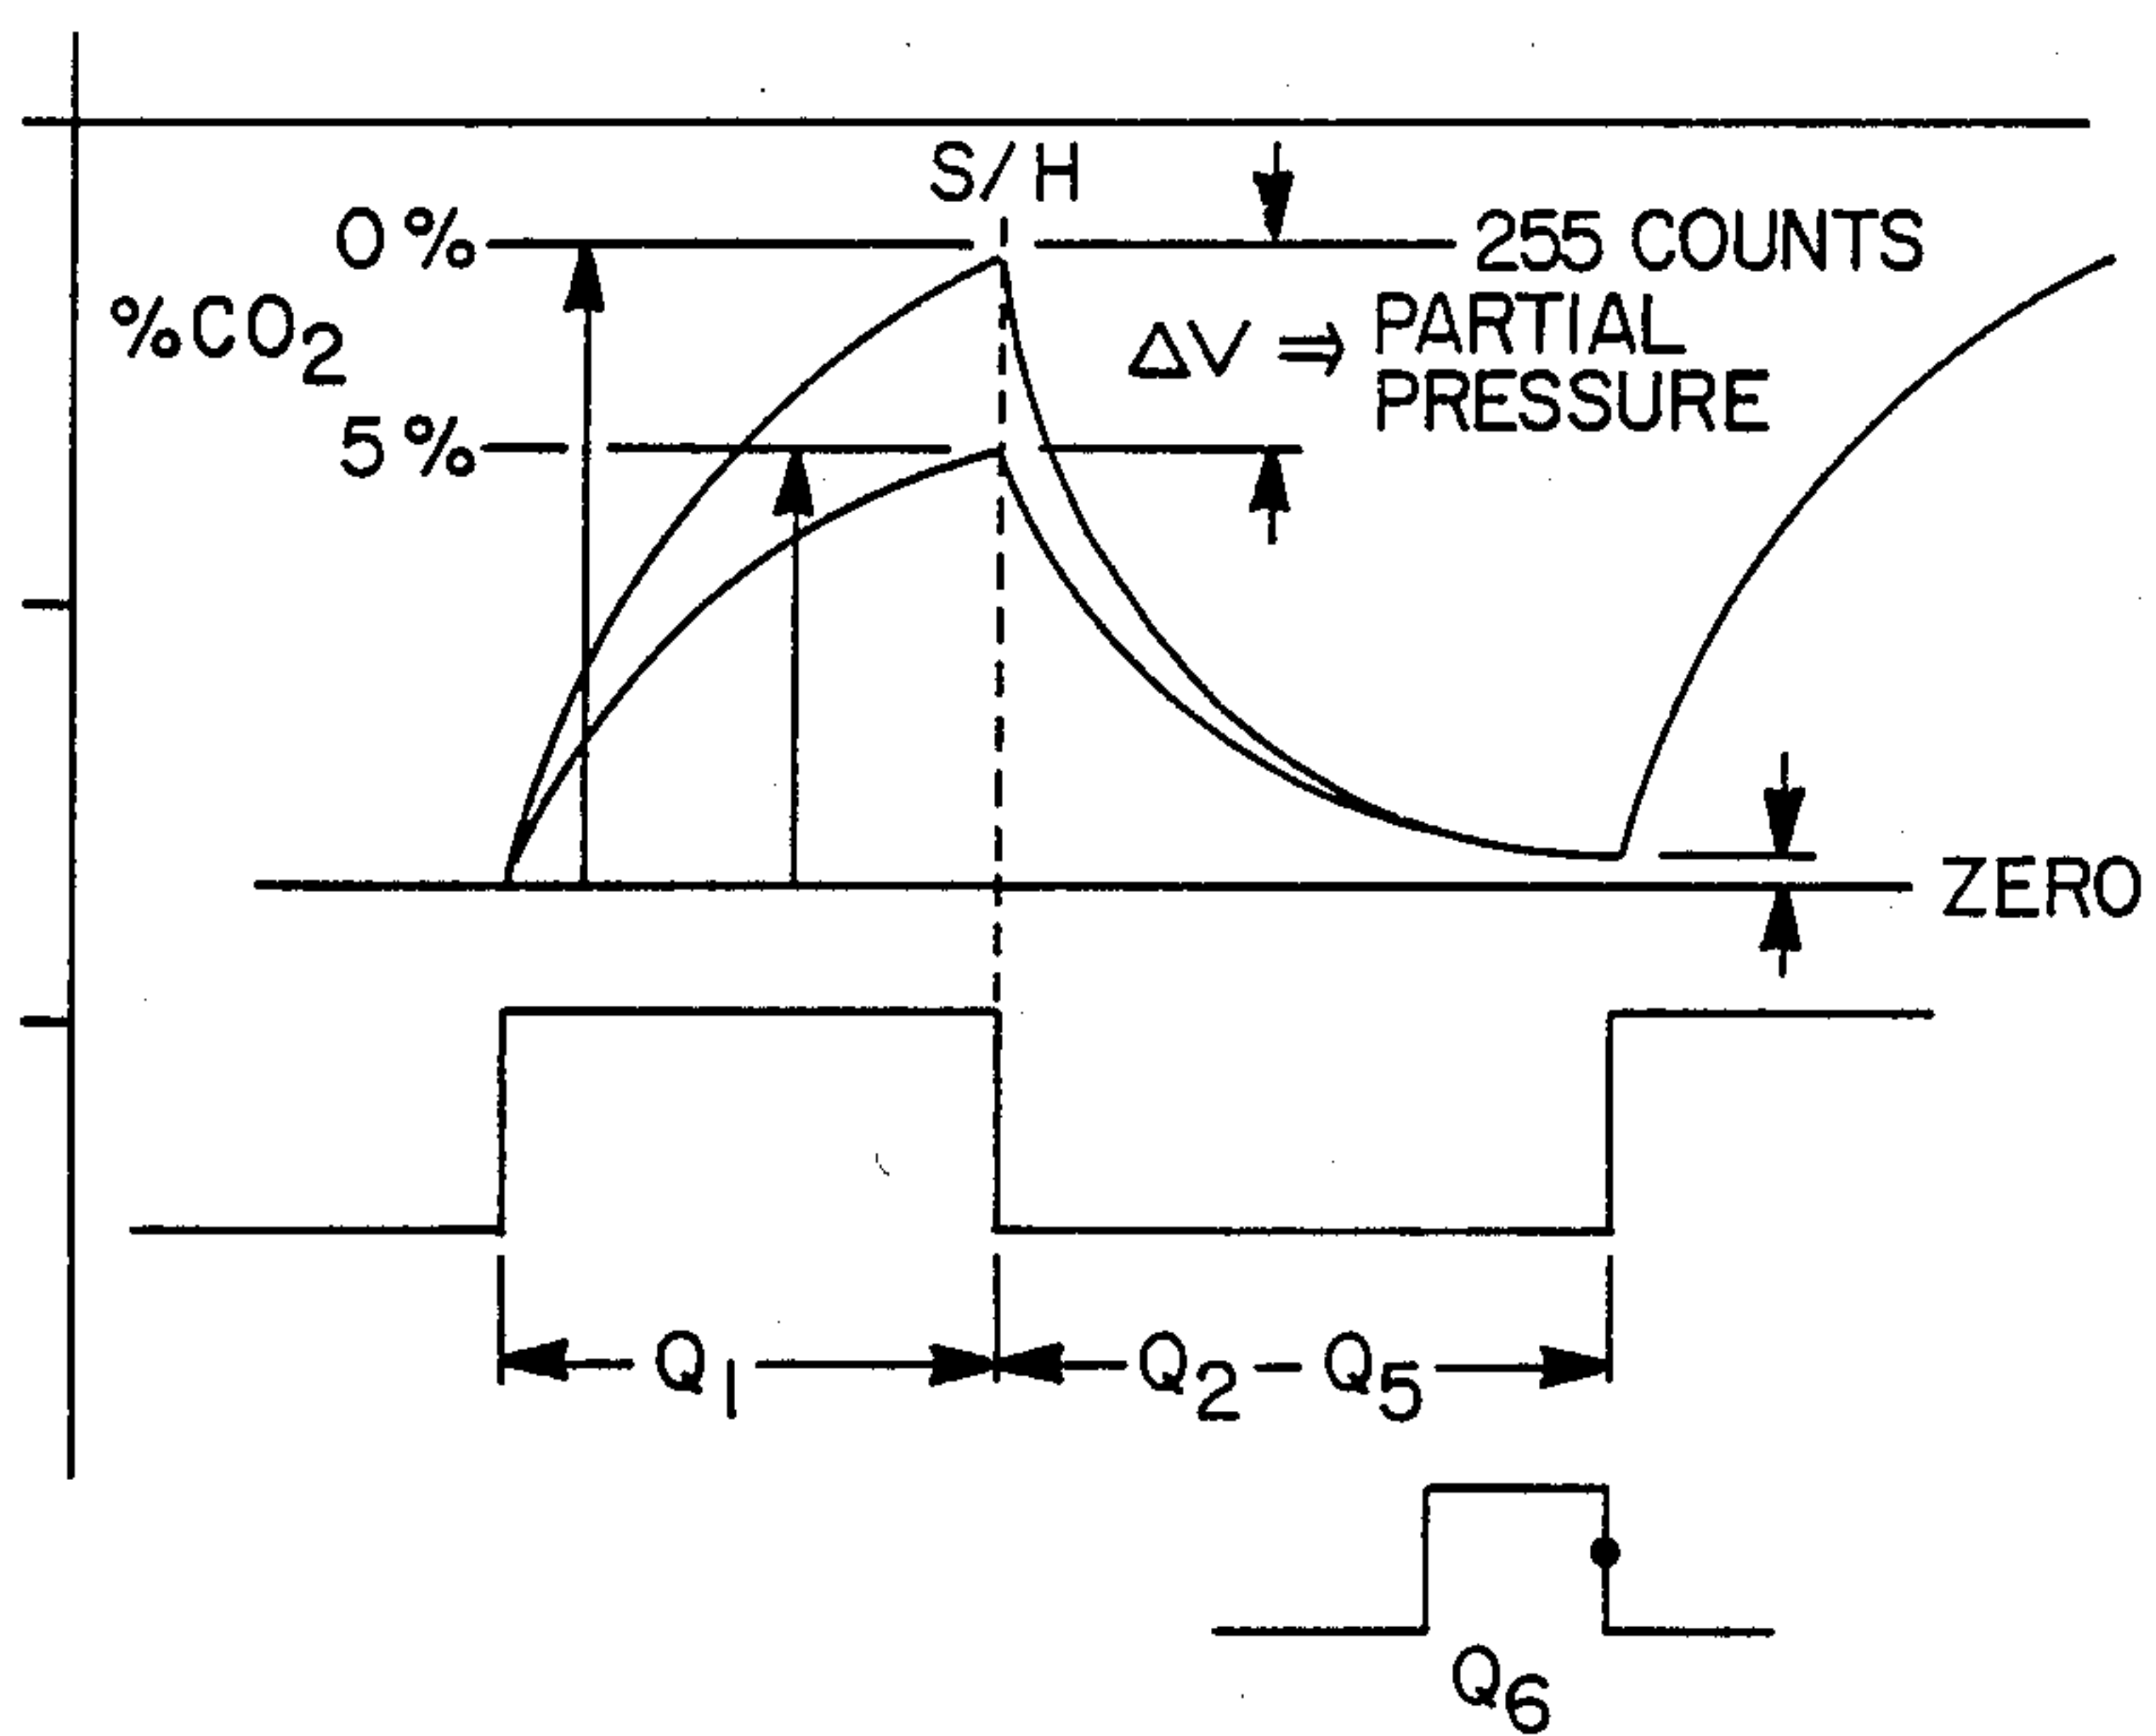 S/H
0%
255 COUNTS
%CO2
ΔV ⇒ PARTIAL
PRESSURE
5%
ZERO
Q1
Q2-Q5
Q6